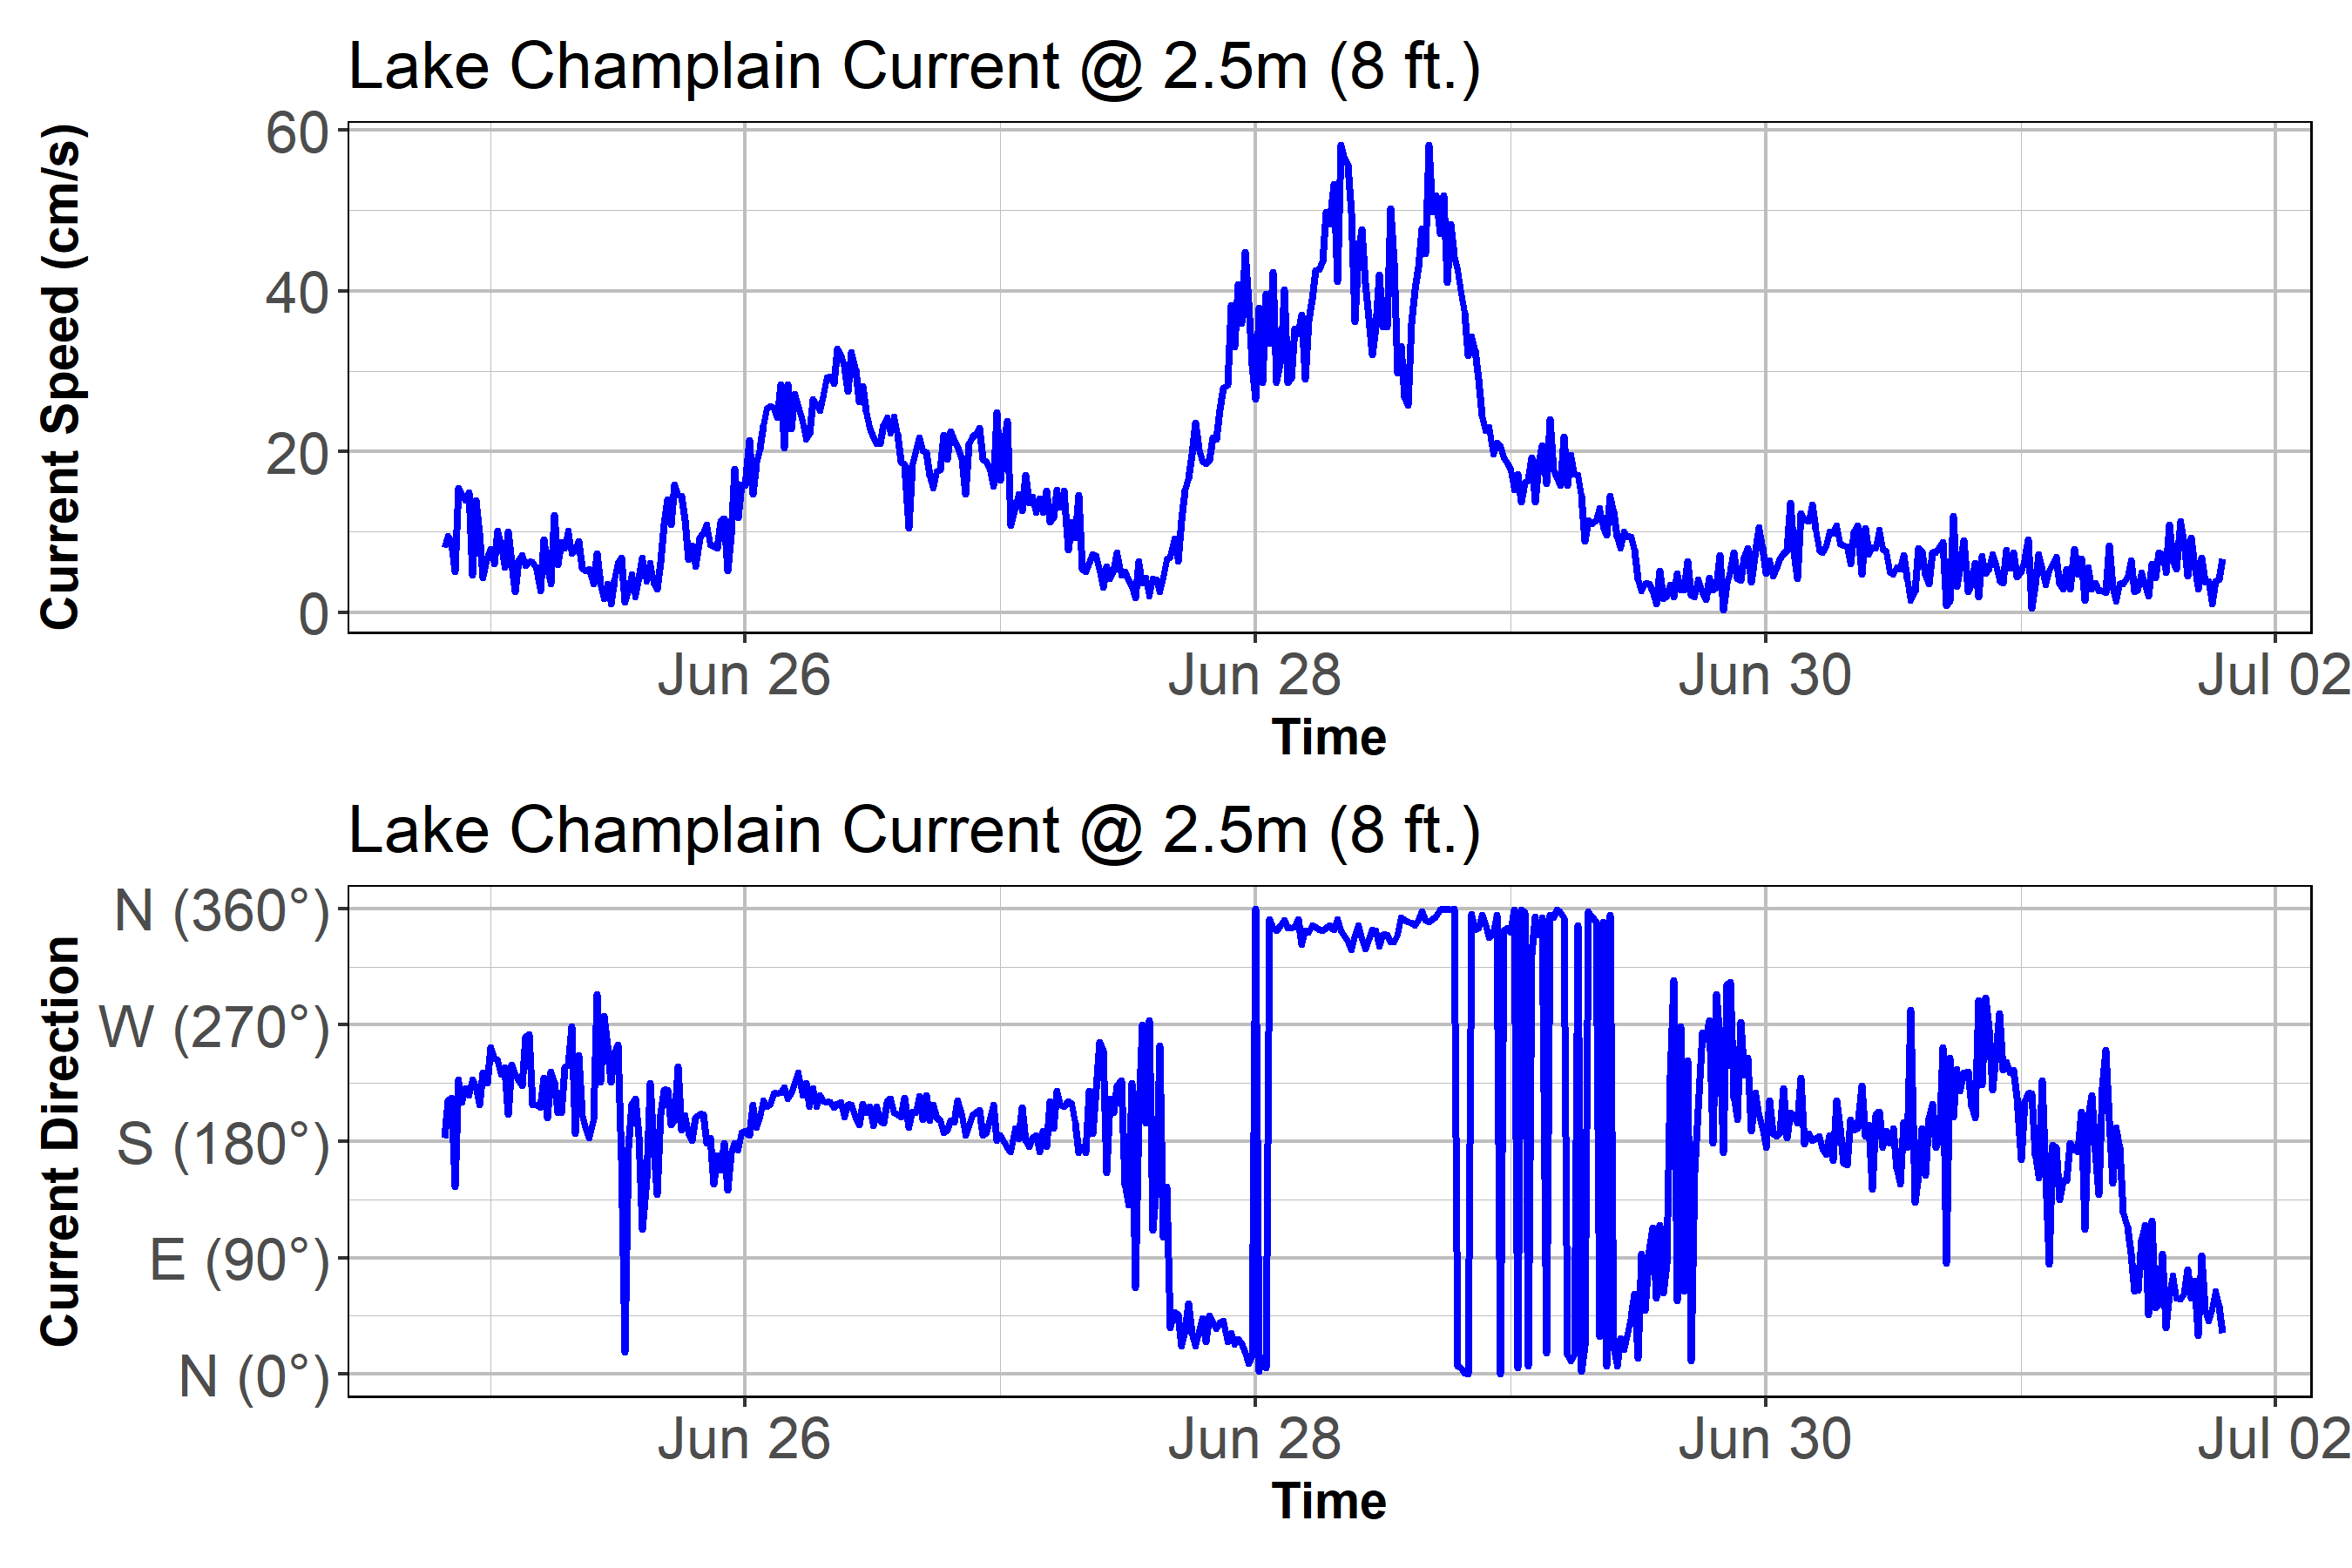 Lake Champlain Current @ 2.5m (8 ft.)
Current Speed (cm/s)
60
40
20
0
Jun 26 Jun 28 Jun 30 Jul 02
Time
Lake Champlain Current @ 2.5m (8 ft.)
Current Direction
N (360°)
W (270°)
S (180°)
E (90°)
N (0°)
Jun 26 Jun 28 Jun 30 Jul 02
Time